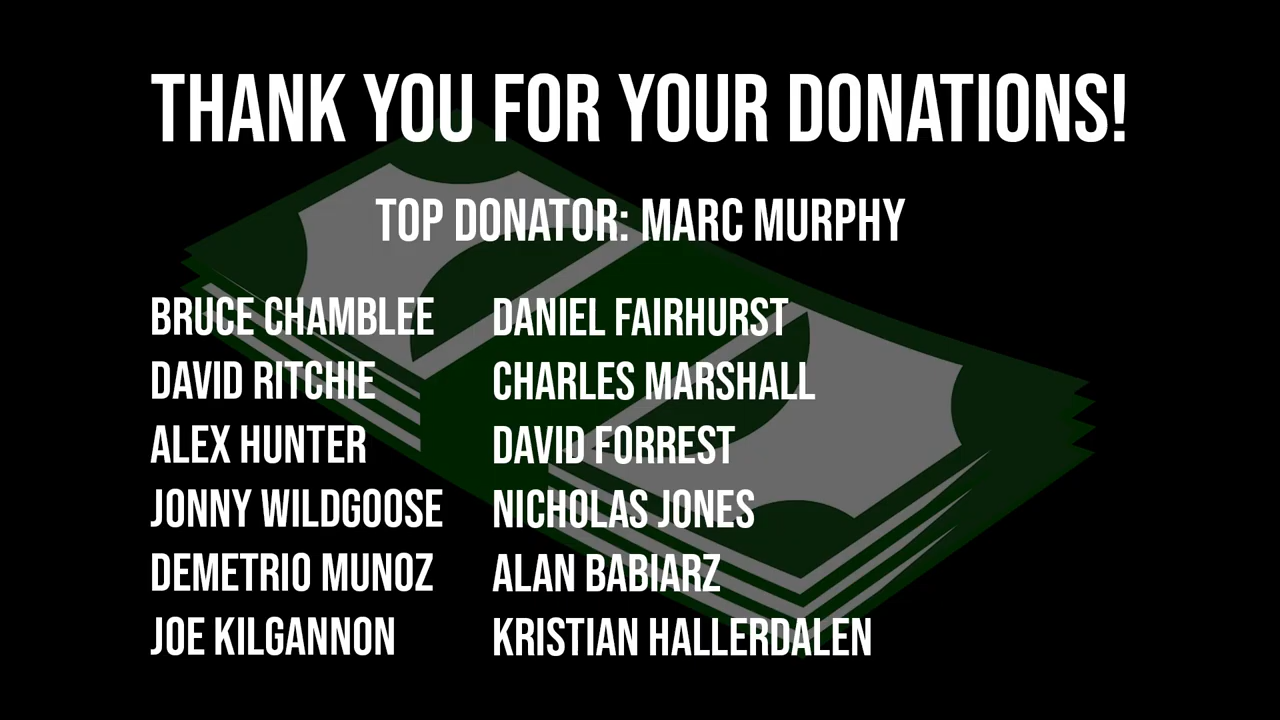 THANK YOU FOR YOUR DONATIONS!
TOP DONATOR: MARC MURPHY
BRUCE CHAMBLEE
DAVID RITCHIE
ALEX HUNTER
JONNY WILDGOOSE
DEMETRIO MUNOZ
JOE KILGANNON
DANIEL FAIRHURST
CHARLES MARSHALL
DAVID FORREST
NICHOLAS JONES
ALAN BABIARZ
KRISTIAN HALLERDALEN